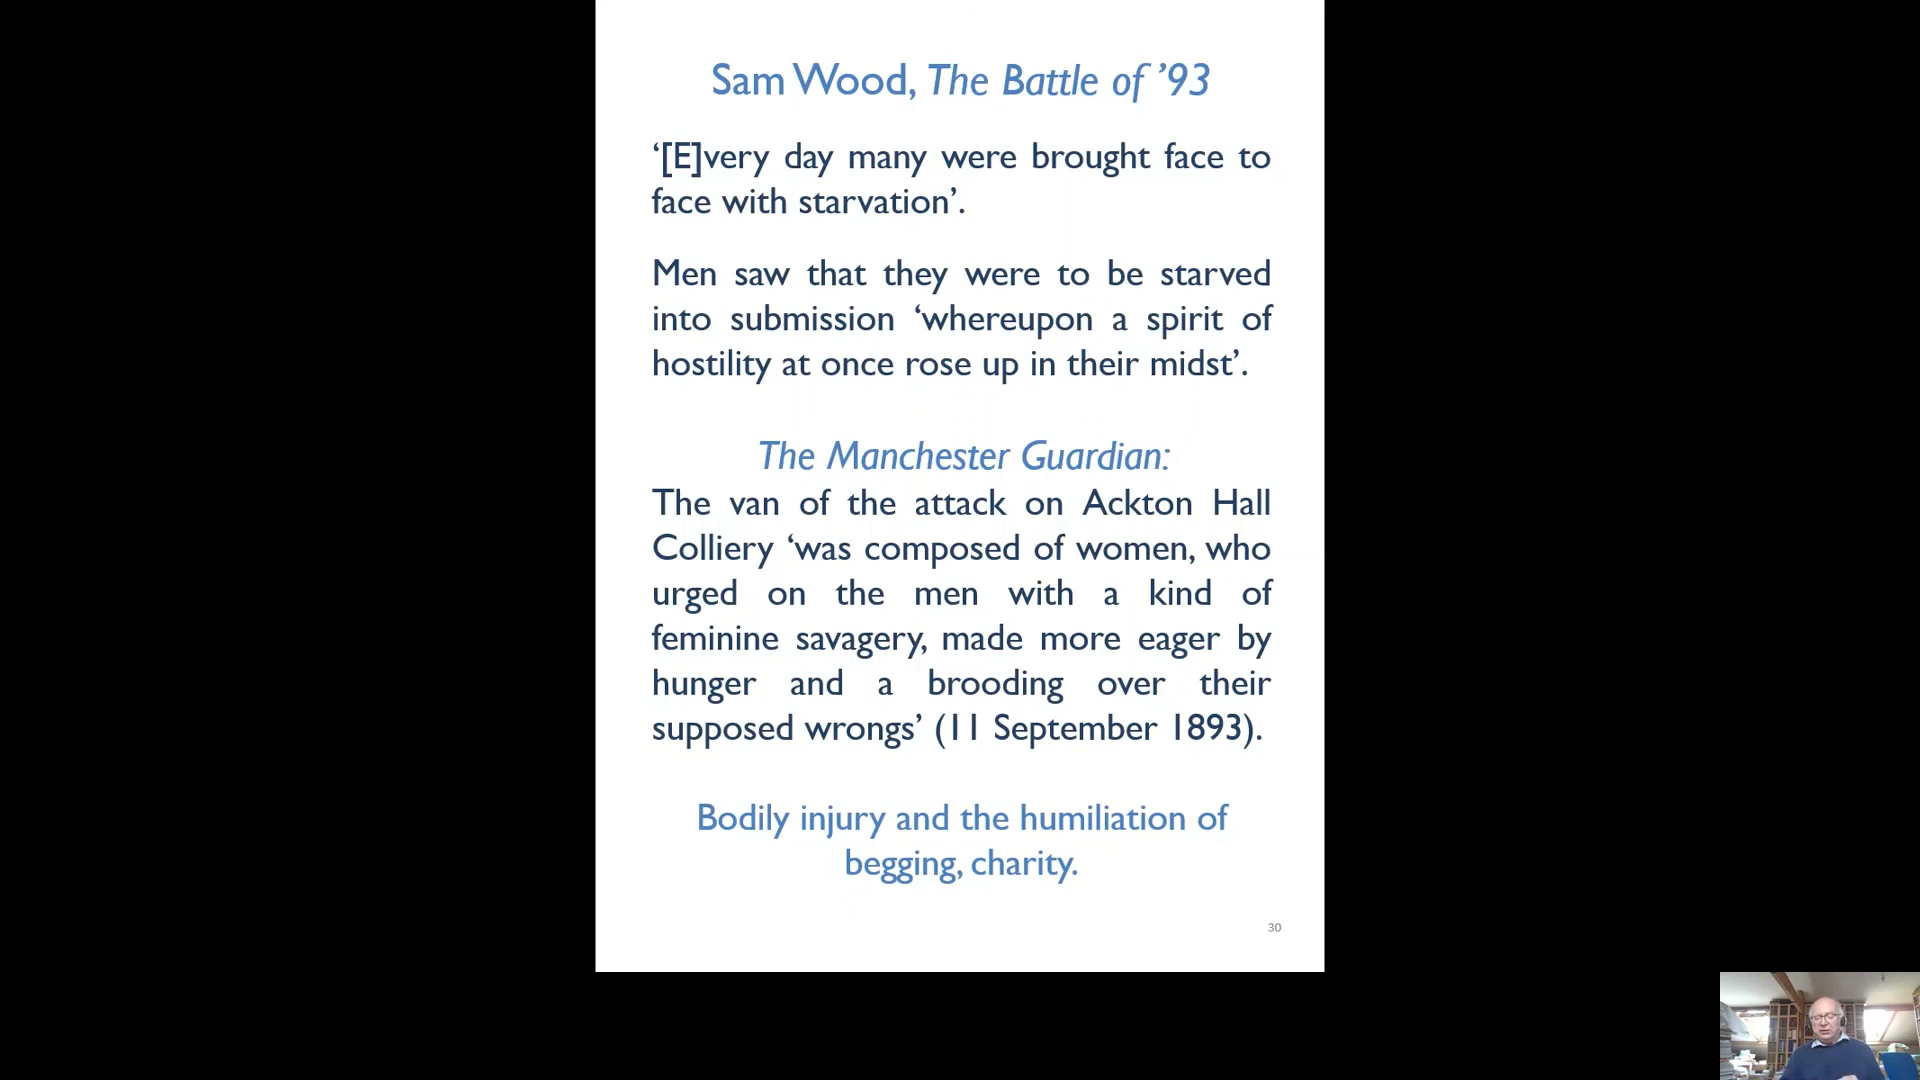 Sam Wood, The Battle of ’93
‘[E]very day many were brought face to
face with starvation’.
Men saw that they were to be starved
into submission ‘whereupon a spirit of
hostility at once rose up in their midst’.
The Manchester Guardian:
The van of the attack on Ackton Hall
Colliery ‘was composed of women, who
urged on the men with a kind of
feminine savagery, made more eager by
hunger and a brooding over their
supposed wrongs’ (11 September 1893).
Bodily injury and the humiliation of
begging, charity.
30